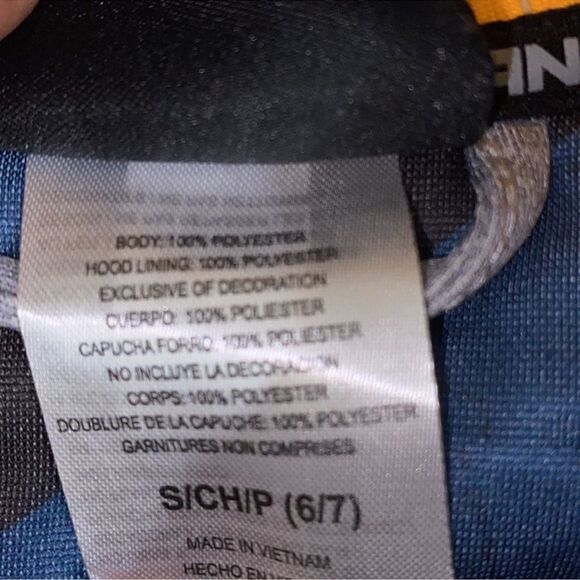 BODY: 100% POLYESTER
HOOD LINING: 100% POLYESTER
EXCLUSIVE OF DECORATION
CUERPO: 100% POLIESTER
CAPUCHA FORRO: 100% POLIESTER
NO INCLUYE LA DECORACION
CORPS: 100% POLYESTER
DOUBLURE DE LA CAPUCHE: 100% POLYESTER
GARNITURES NON COMPRISES
S/CH/P (6/7)
MADE IN VIETNAM
HECHO EN